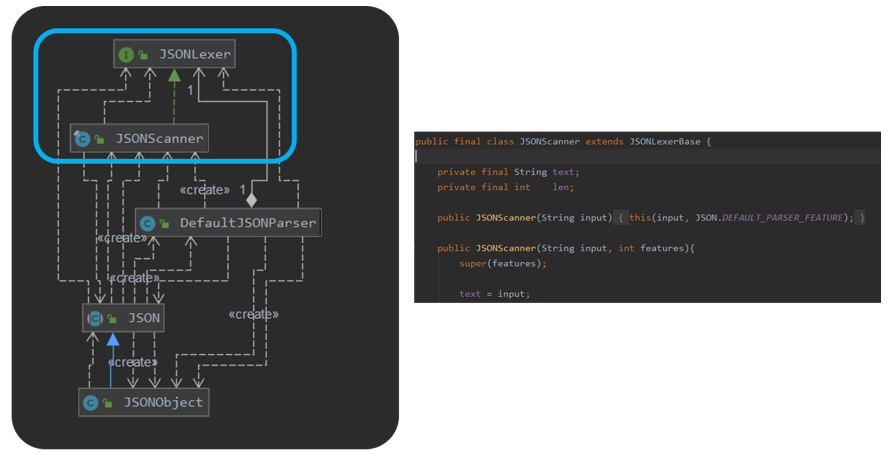 JSONLexer
1
JSONScanner
«create»
1
DefaultJSONParser
«create»
«create»
JSON
«create»
«create»
JSONObject
public final class JSONScanner extends JSONLexerBase {
private final String text;
private final int    len;
public JSONScanner(String input) { this(input, JSON.DEFAULT_PARSER_FEATURE); }
public JSONScanner(String input, int features){
super(features);
text = input;